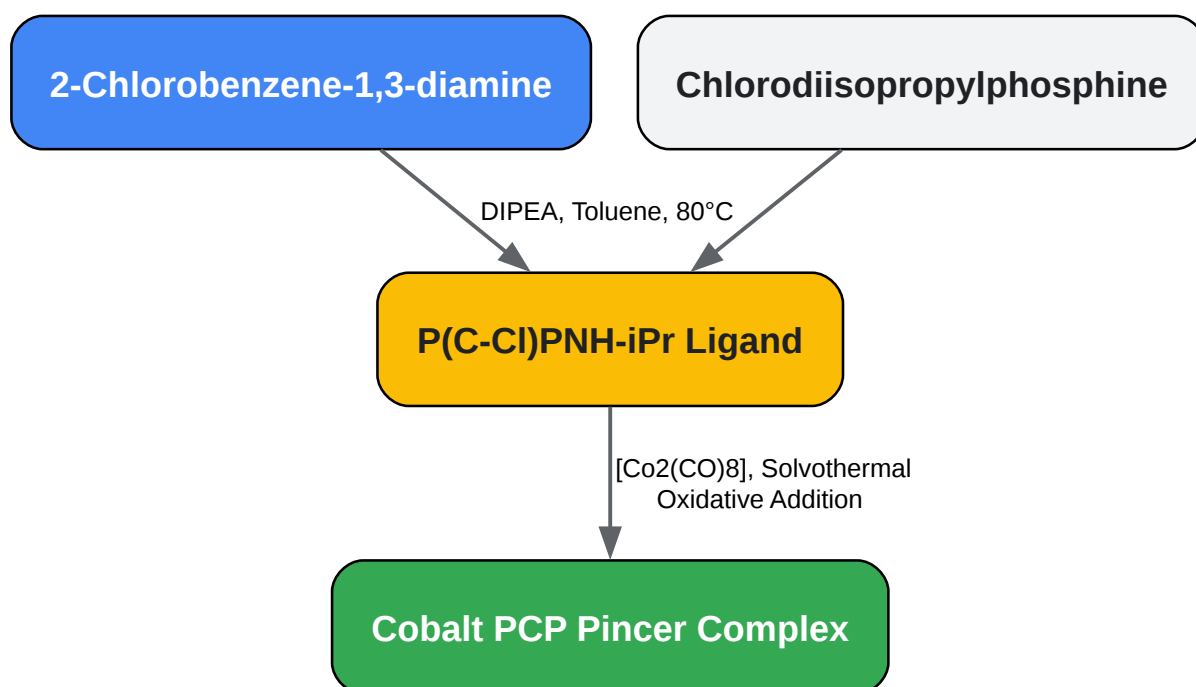 2-Chlorobenzene-1,3-diamine
Chlorodiisopropylphosphine
DIPEA, Toluene, 80°C
P(C-Cl)PNH-iPr Ligand
[Co2(CO)8], Solvothermal
Oxidative Addition
Cobalt PCP Pincer Complex